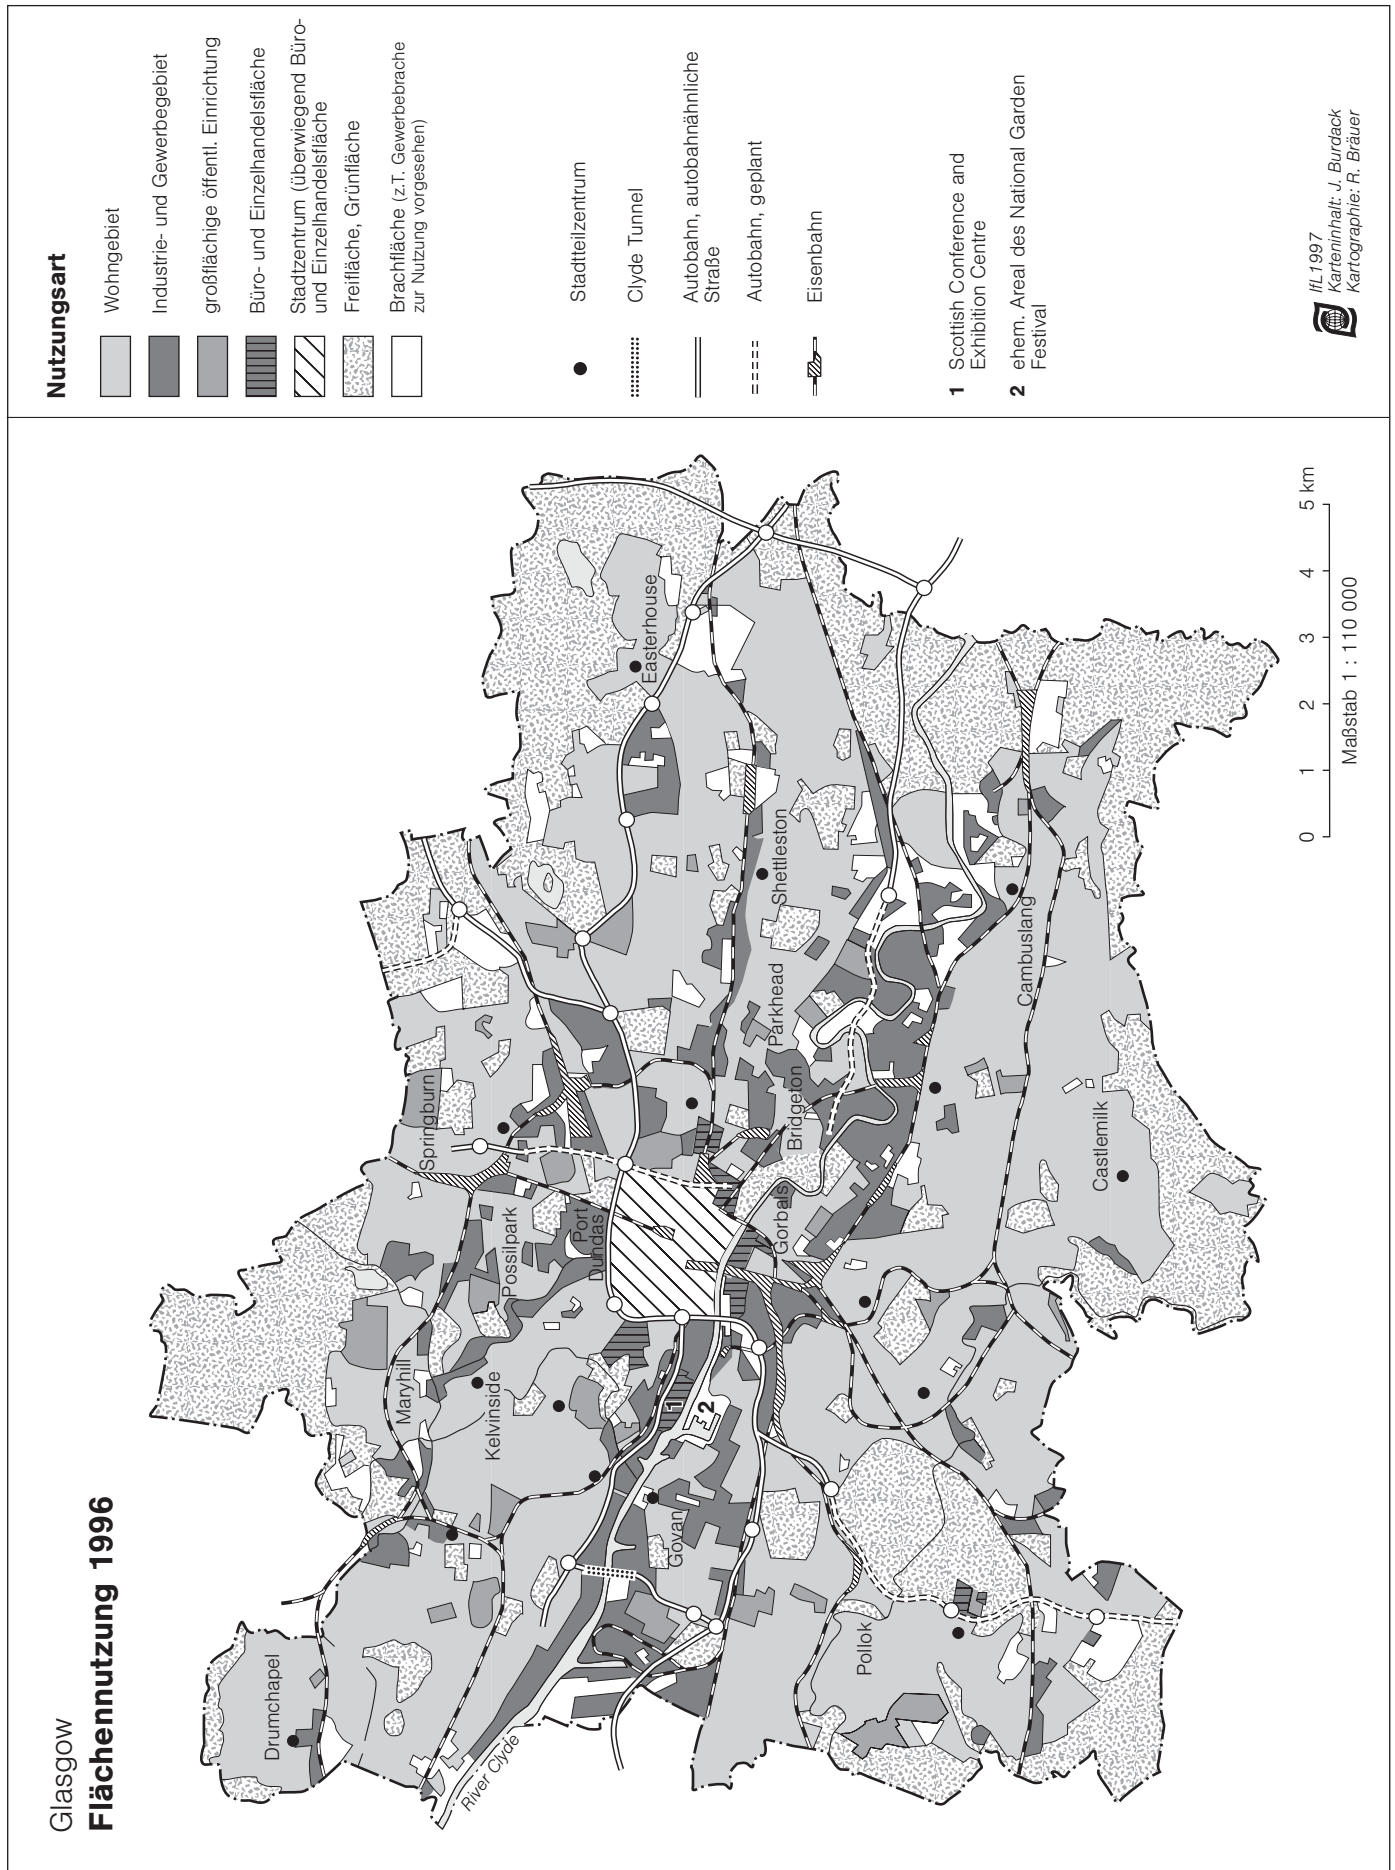 Glasgow
Flächennutzung 1996
Drumchapel
River Clyde
Maryhill
Kelvinside
Possilpark
Springburn
Port
Dundas
Govan
1
2
Gorbals
Bridgeton
Parkhead
Shettleston
Easterhouse
Pollok
Castlemilk
Cambuslang
0 1 2 3 4 5 km
Maßstab 1 : 110 000
Nutzungsart
Wohngebiet
Industrie- und Gewerbegebiet
großflächige öffentl. Einrichtung
Büro- und Einzelhandelsfläche
Stadtzentrum (überwiegend Büro-
und Einzelhandelsfläche
Freifläche, Grünfläche
Brachfläche (z.T. Gewerbebrache
zur Nutzung vorgesehen)
Stadtteilzentrum
Clyde Tunnel
Autobahn, autobahnähnliche
Straße
Autobahn, geplant
Eisenbahn
1 Scottish Conference and
Exhibition Centre
2 ehem. Areal des National Garden
Festival
IfL1997
Karteninhalt: J. Burdack
Kartographie: R. Bräuer